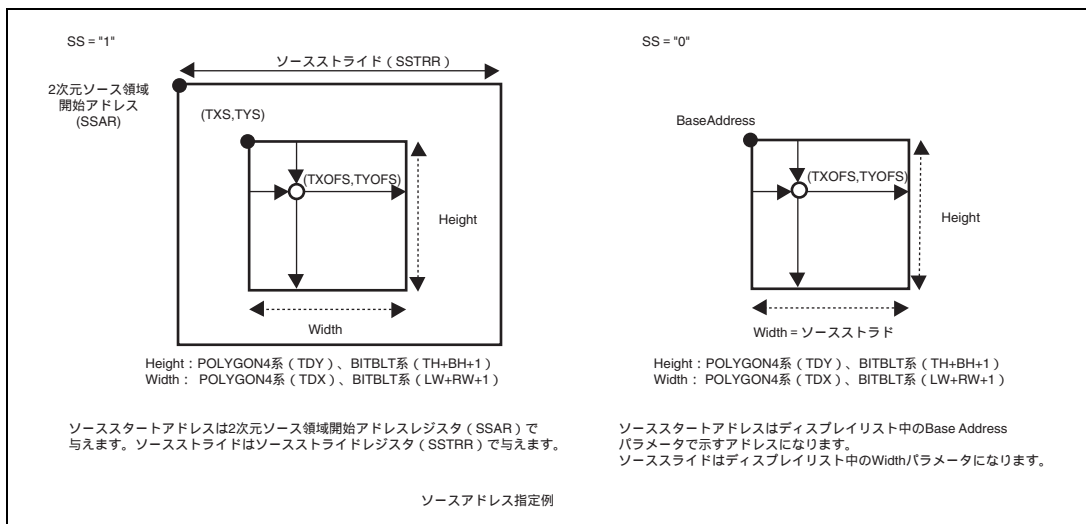 SS = "1"
ソースストライド（SSTRR）
2次元ソース領域
開始アドレス
(SSAR)
(TXS,TYS)
(TXOFS,TYOFS)
Height
Width
Height：POLYGON4系（TDY）、BITBLT系（TH+BH+1）
Width： POLYGON4系（TDX）、BITBLT系（LW+RW+1）
ソーススタートアドレスは2次元ソース領域開始アドレスレジスタ（SSAR）で
与えます。ソースストライドはソースストライドレジスタ（SSTRR）で与えます。
SS = "0"
BaseAddress
(TXOFS,TYOFS)
Height
Width = ソースストラド
Height：POLYGON4系（TDY）、BITBLT系（TH+BH+1）
Width： POLYGON4系（TDX）、BITBLT系（LW+RW+1）
ソーススタートアドレスはディスプレイリスト中のBase Address
パラメータで示すアドレスになります。
ソーススライドはディスプレイリスト中のWidthパラメータになります。
ソースアドレス指定例